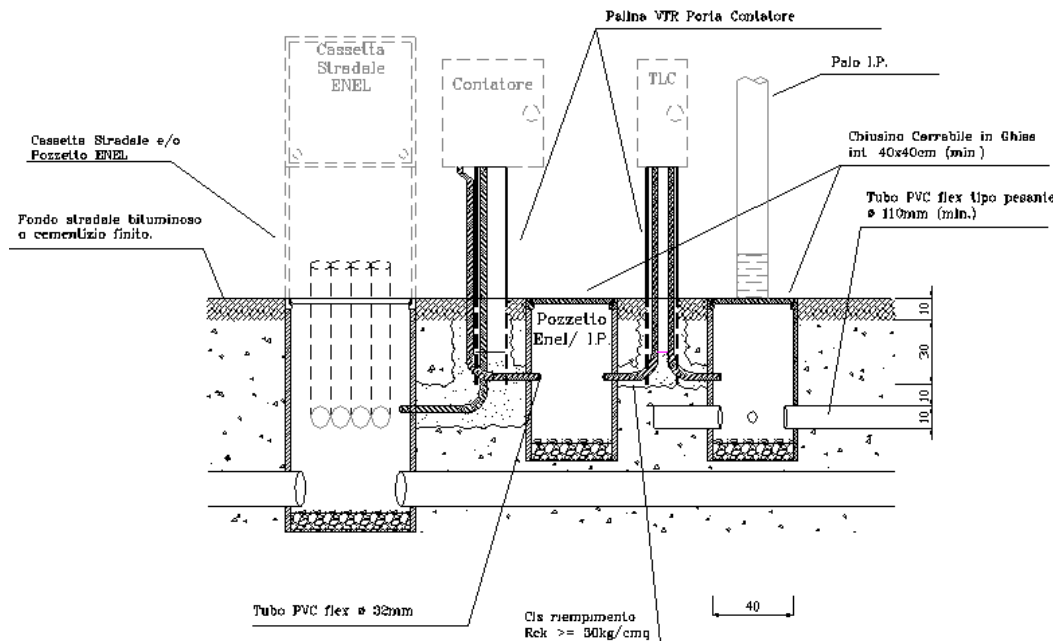 Palina VTR Porta Contatore
Cassetta
Stradale
ENEL
Contatore
TLC
Palo I.P.
Cassetta Stradale e/o
Pozzetto ENEL
Chiusino Carrabile in Ghisa
int 40x40cm (min)
Tubo PVC flex tipo pesante
ø 110mm (min.)
Fondo stradale bituminoso
o cementizio finito.
Pozzetto
Enel/ I.P.
10
30
10
10
Tubo PVC flex ø 32mm
Cls riempimento
Rck >= 30kg/cmq
40